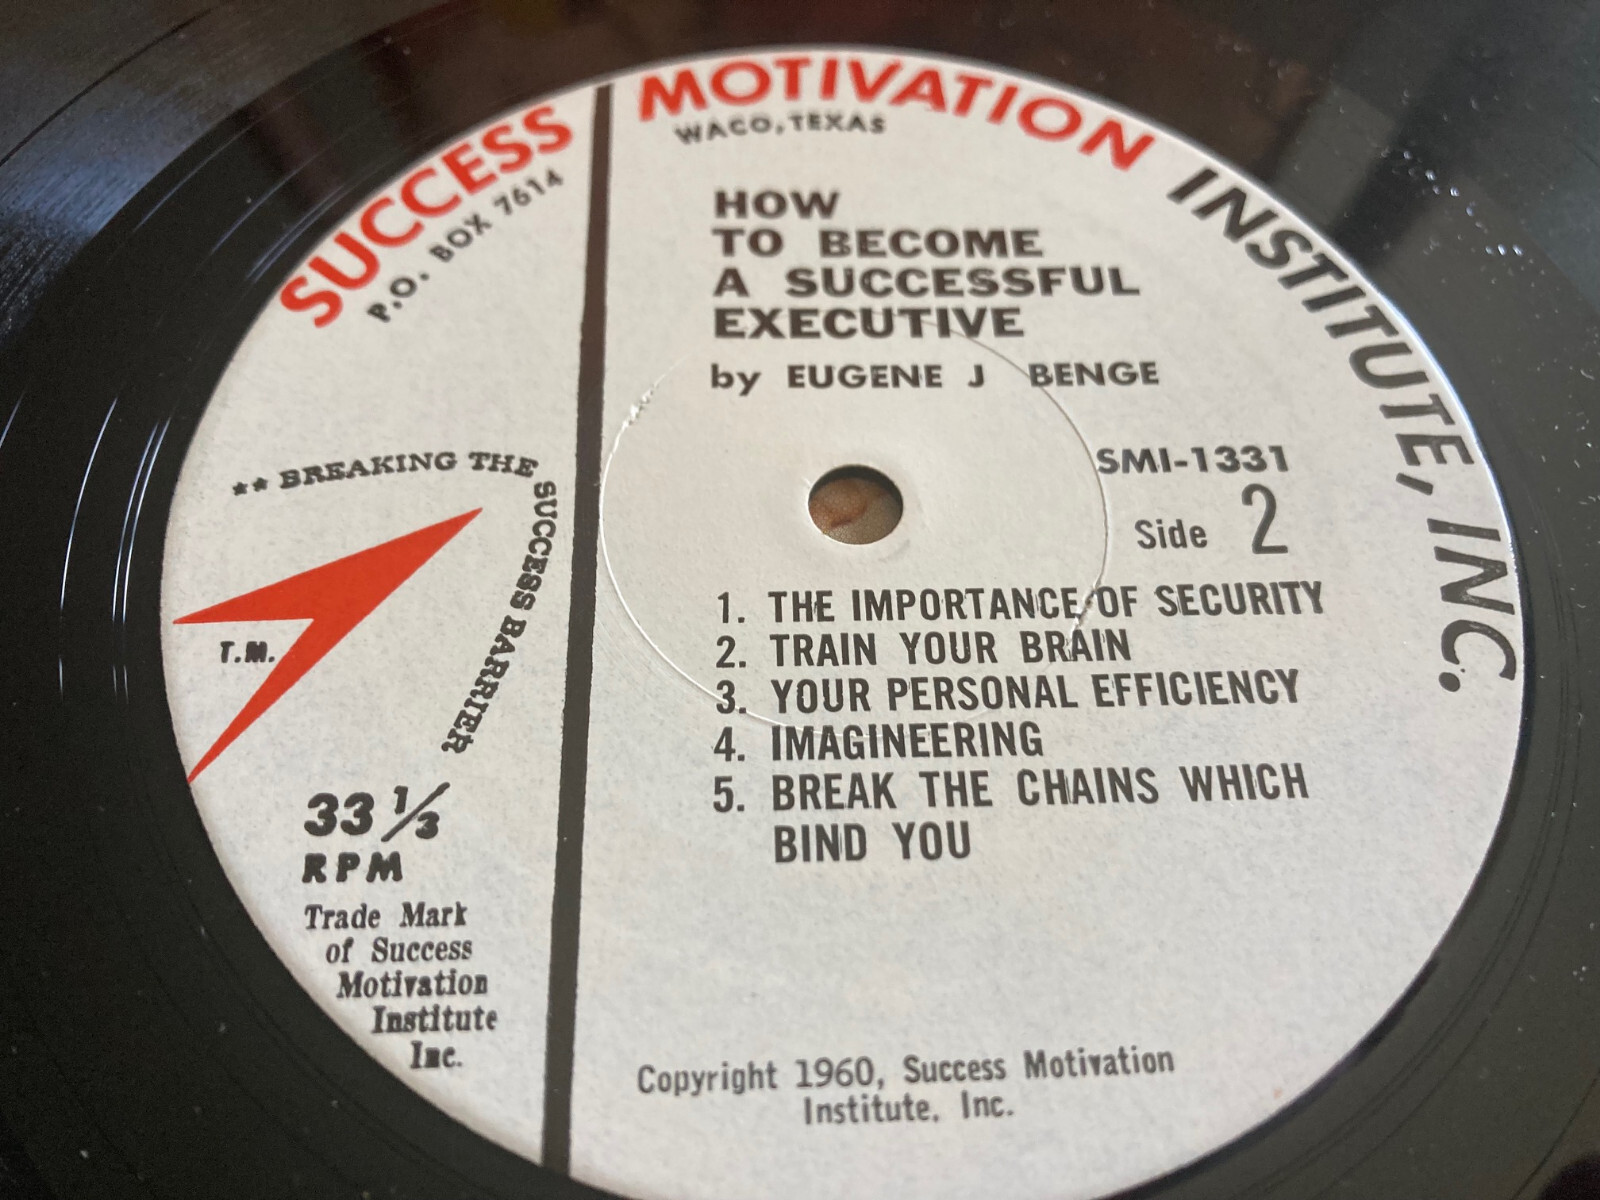 SUCCESS MOTIVATION INSTITUTE, INC.
P.O. BOX 7614
WACO, TEXAS
HOW
TO BECOME
A SUCCESSFUL
EXECUTIVE
by EUGENE J BENGE
SMI-1331
Side 2
** BREAKING THE SUCCESS BARRIER
T.M.
1. THE IMPORTANCE OF SECURITY
2. TRAIN YOUR BRAIN
3. YOUR PERSONAL EFFICIENCY
4. IMAGINEERING
5. BREAK THE CHAINS WHICH
BIND YOU
33 1/3
RPM
Trade Mark
of Success
Motivation
Institute
Inc.
Copyright 1960, Success Motivation
Institute. Inc.